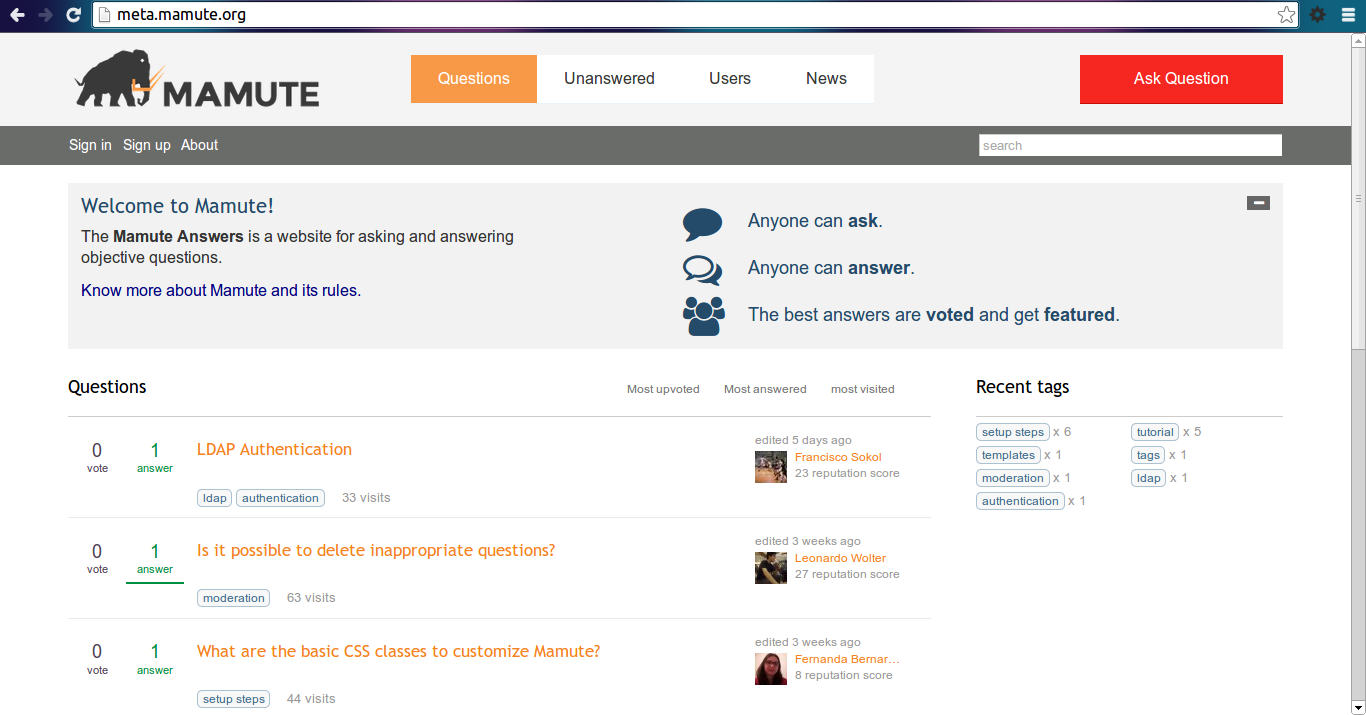 meta.mamute.org
MAMUTE
Questions
Unanswered
Users
News
Ask Question
Sign in
Sign up
About
search
Welcome to Mamute!
The Mamute Answers is a website for asking and answering
objective questions.
Know more about Mamute and its rules.
Anyone can ask.
Anyone can answer.
The best answers are voted and get featured.
Questions
Most upvoted
Most answered
most visited
0
vote
1
answer
LDAP Authentication
ldap
authentication
33 visits
edited 5 days ago
Francisco Sokol
23 reputation score
0
vote
1
answer
Is it possible to delete inappropriate questions?
moderation
63 visits
edited 3 weeks ago
Leonardo Wolter
27 reputation score
0
vote
1
answer
What are the basic CSS classes to customize Mamute?
setup steps
44 visits
edited 3 weeks ago
Fernanda Bernar…
8 reputation score
Recent tags
setup steps x 6
tutorial x 5
templates x 1
tags x 1
moderation x 1
ldap x 1
authentication x 1